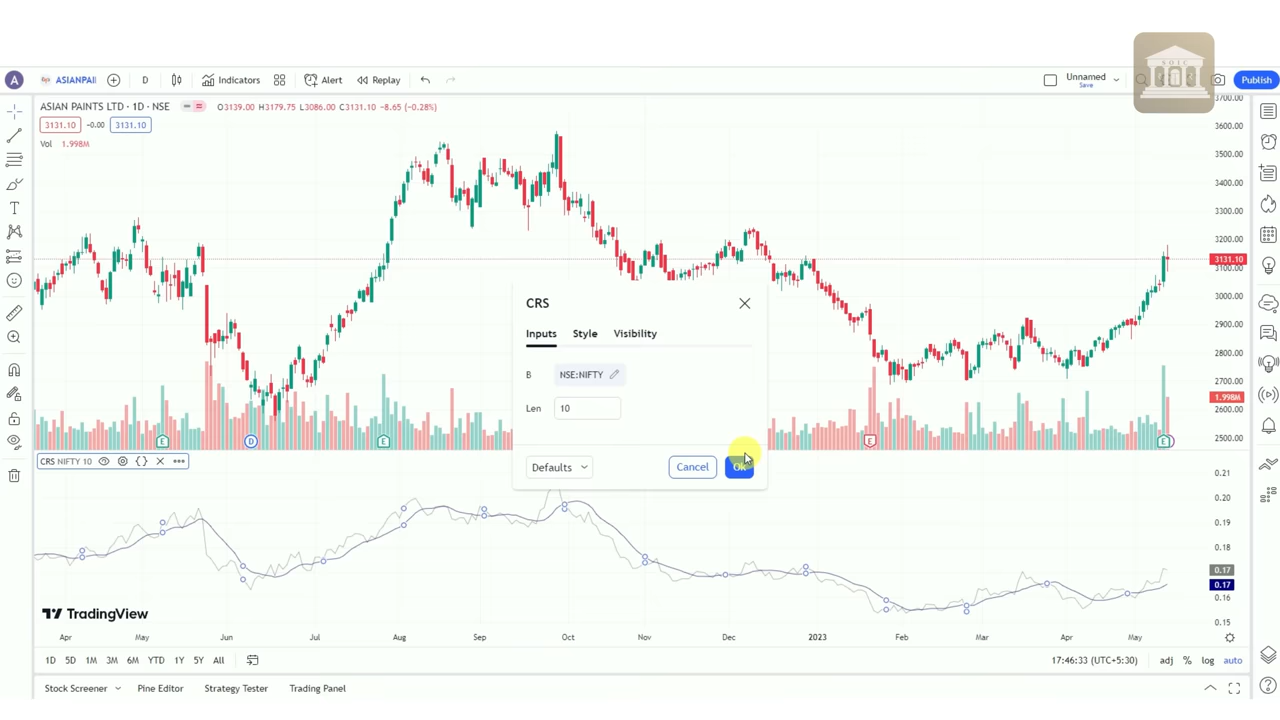 SOIC
A
ASIANPAI
D
Indicators
Alert
Replay
Unnamed
Save
Publish
ASIAN PAINTS LTD · 1D · NSE
O3139.00 H3179.75 L3086.00 C3131.10 −8.65 (−0.28%)
3131.10
-0.00
3131.10
Vol 1.998M
3700.00
3600.00
3500.00
3400.00
3300.00
3200.00
3131.10
3100.00
3000.00
2900.00
2800.00
2700.00
1.998M
2600.00
2500.00
E
D
E
E
E
CRS
Inputs
Style
Visibility
B
NSE:NIFTY
Len
10
Defaults
Cancel
Ok
CRS NIFTY 10
0.21
0.20
0.19
0.18
0.17
0.17
0.16
0.15
TradingView
Apr
May
Jun
Jul
Aug
Sep
Oct
Nov
Dec
2023
Feb
Mar
Apr
May
1D
5D
1M
3M
6M
YTD
1Y
5Y
All
17:46:33 (UTC+5:30)
adj
%
log
auto
Stock Screener
Pine Editor
Strategy Tester
Trading Panel